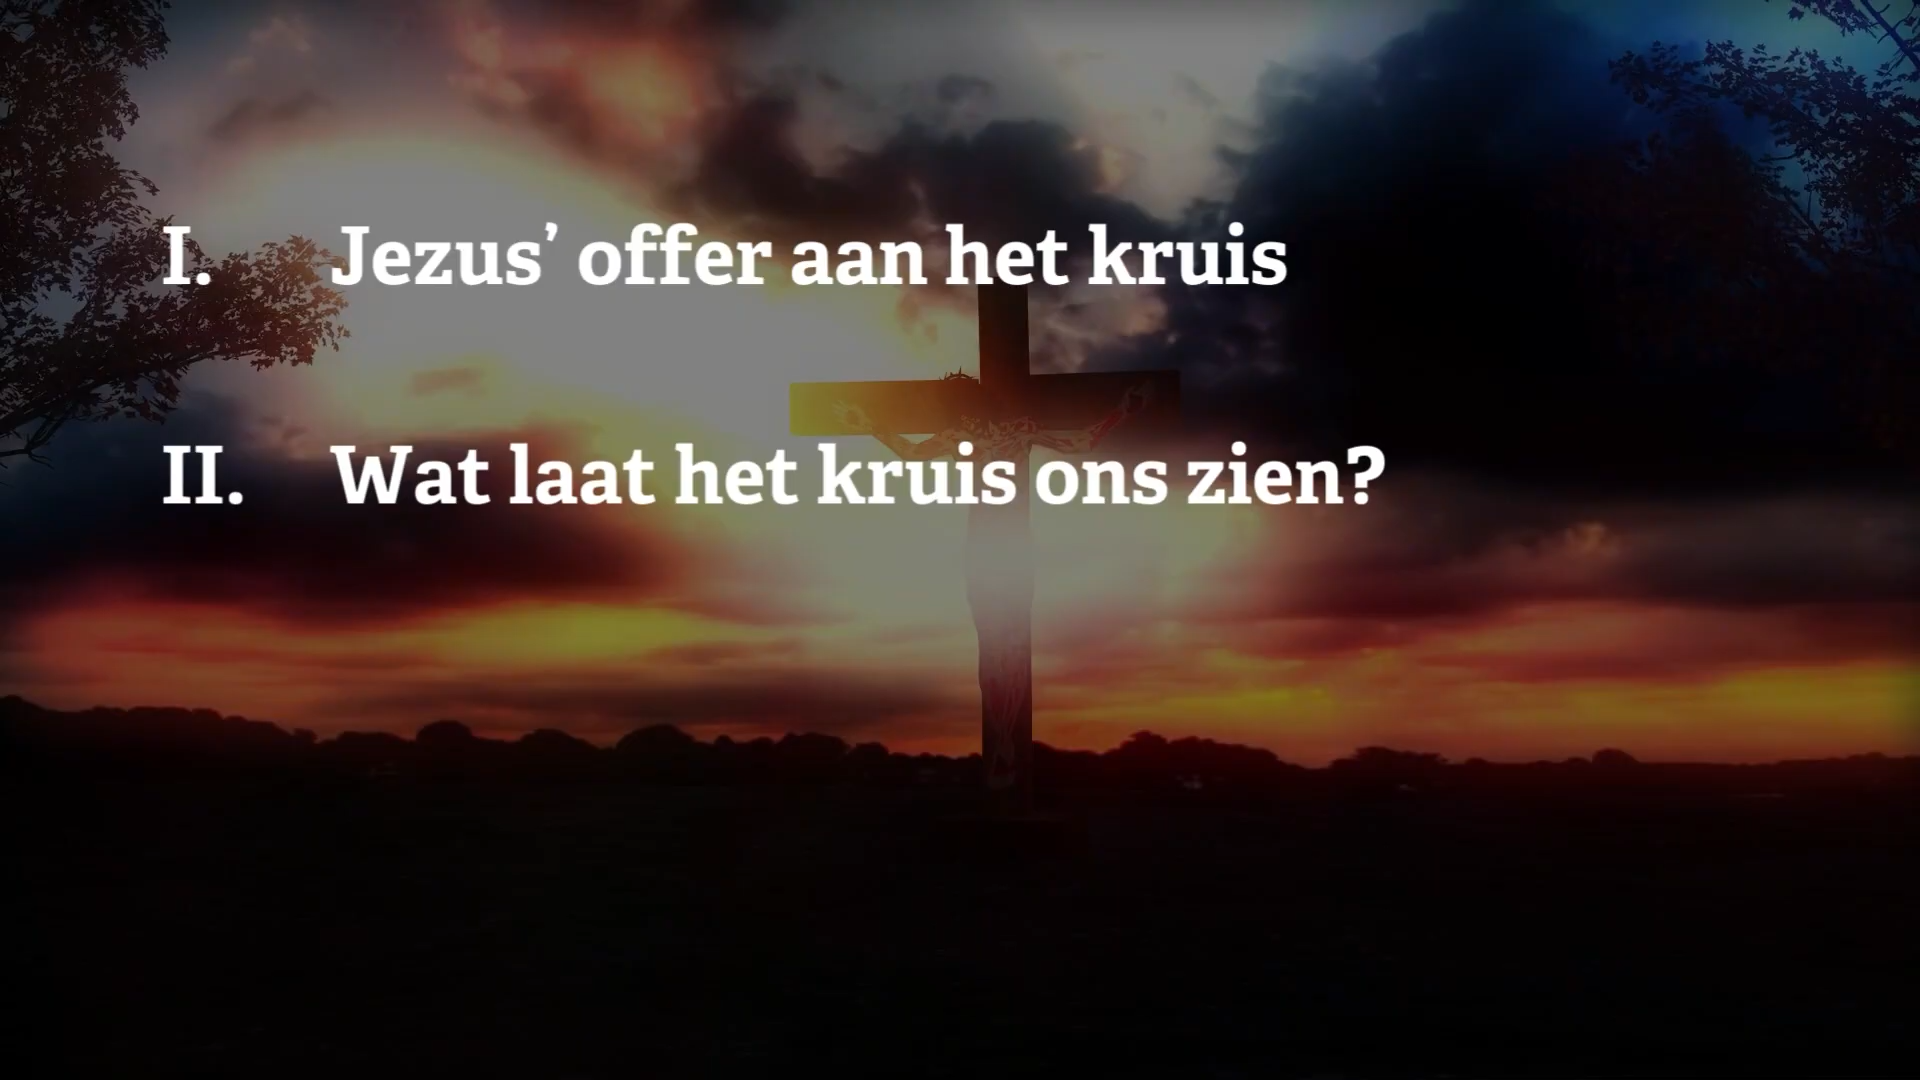 I. Jezus’ offer aan het kruis
II. Wat laat het kruis ons zien?